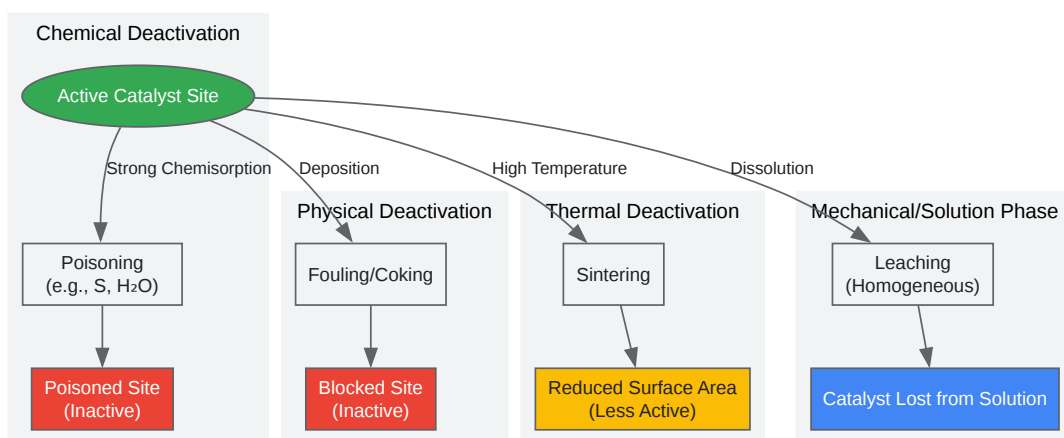 Chemical Deactivation
Active Catalyst Site
Strong Chemisorption
Deposition
High Temperature
Dissolution
Physical Deactivation
Thermal Deactivation
Mechanical/Solution Phase
Poisoning
(e.g., S, H₂O)
Fouling/Coking
Sintering
Leaching
(Homogeneous)
Poisoned Site
(Inactive)
Blocked Site
(Inactive)
Reduced Surface Area
(Less Active)
Catalyst Lost from Solution